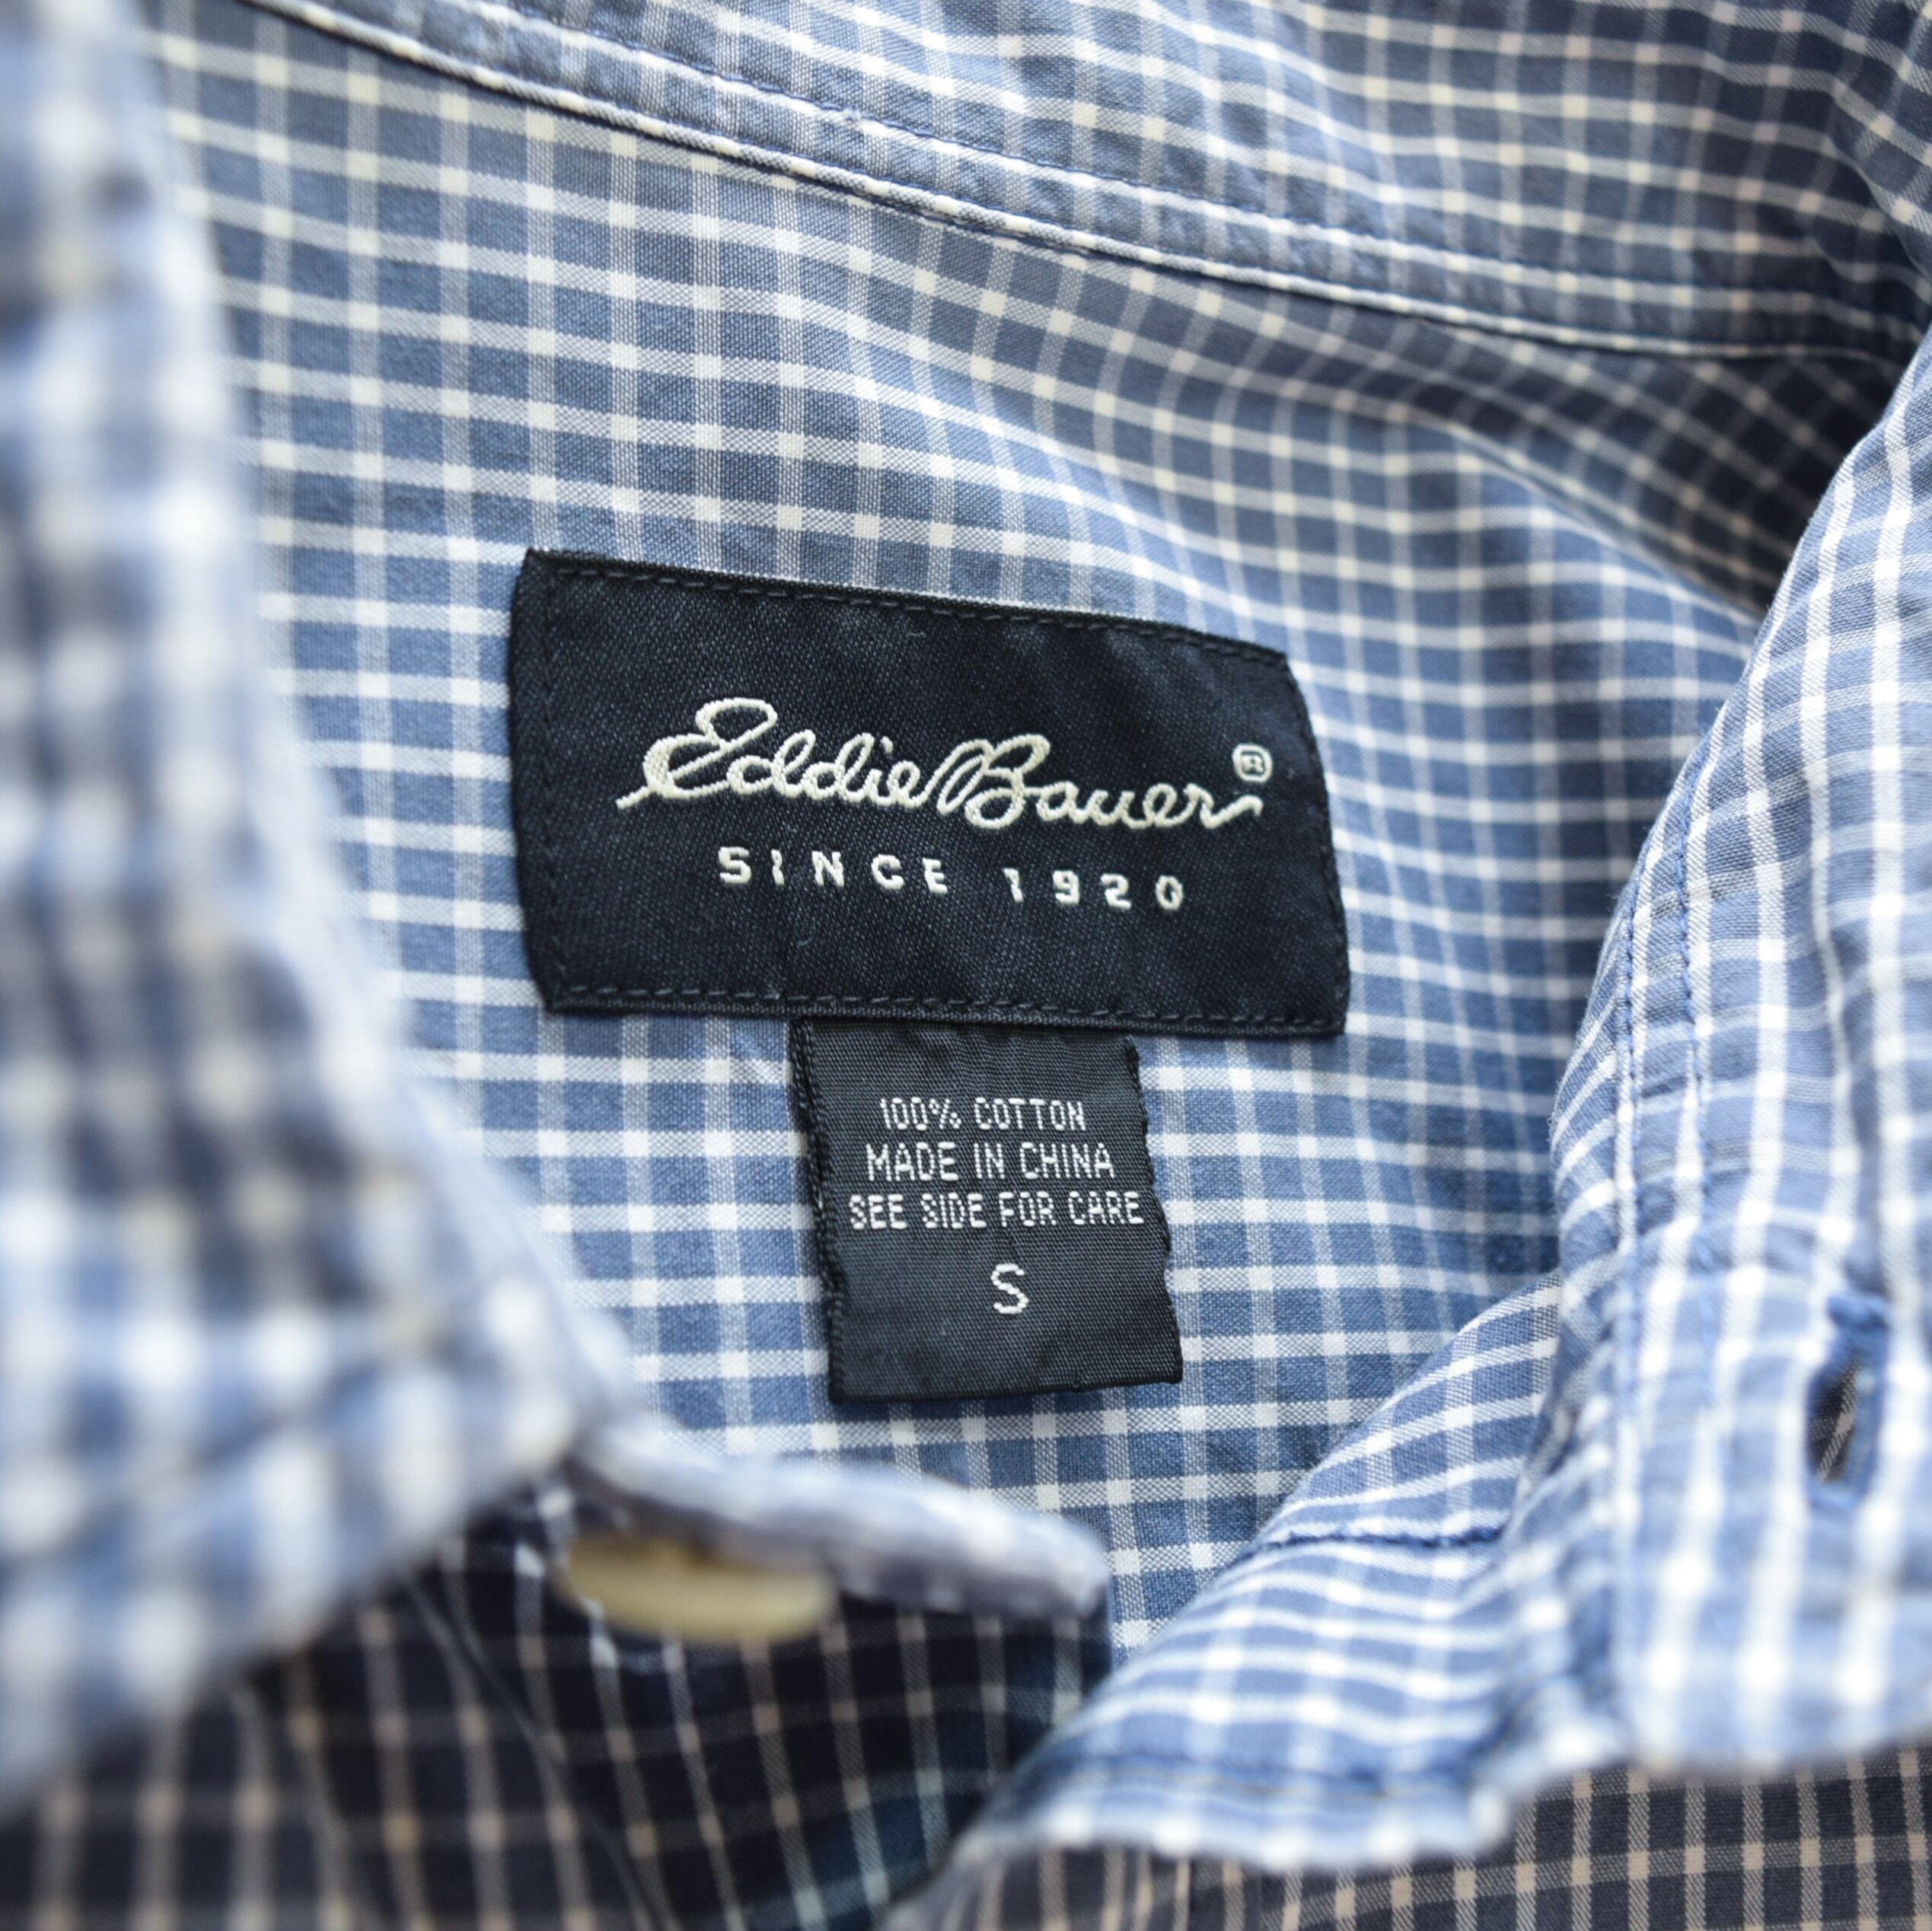 Eddie Bauer®
SINCE 1920
100% COTTON
MADE IN CHINA
SEE SIDE FOR CARE
S